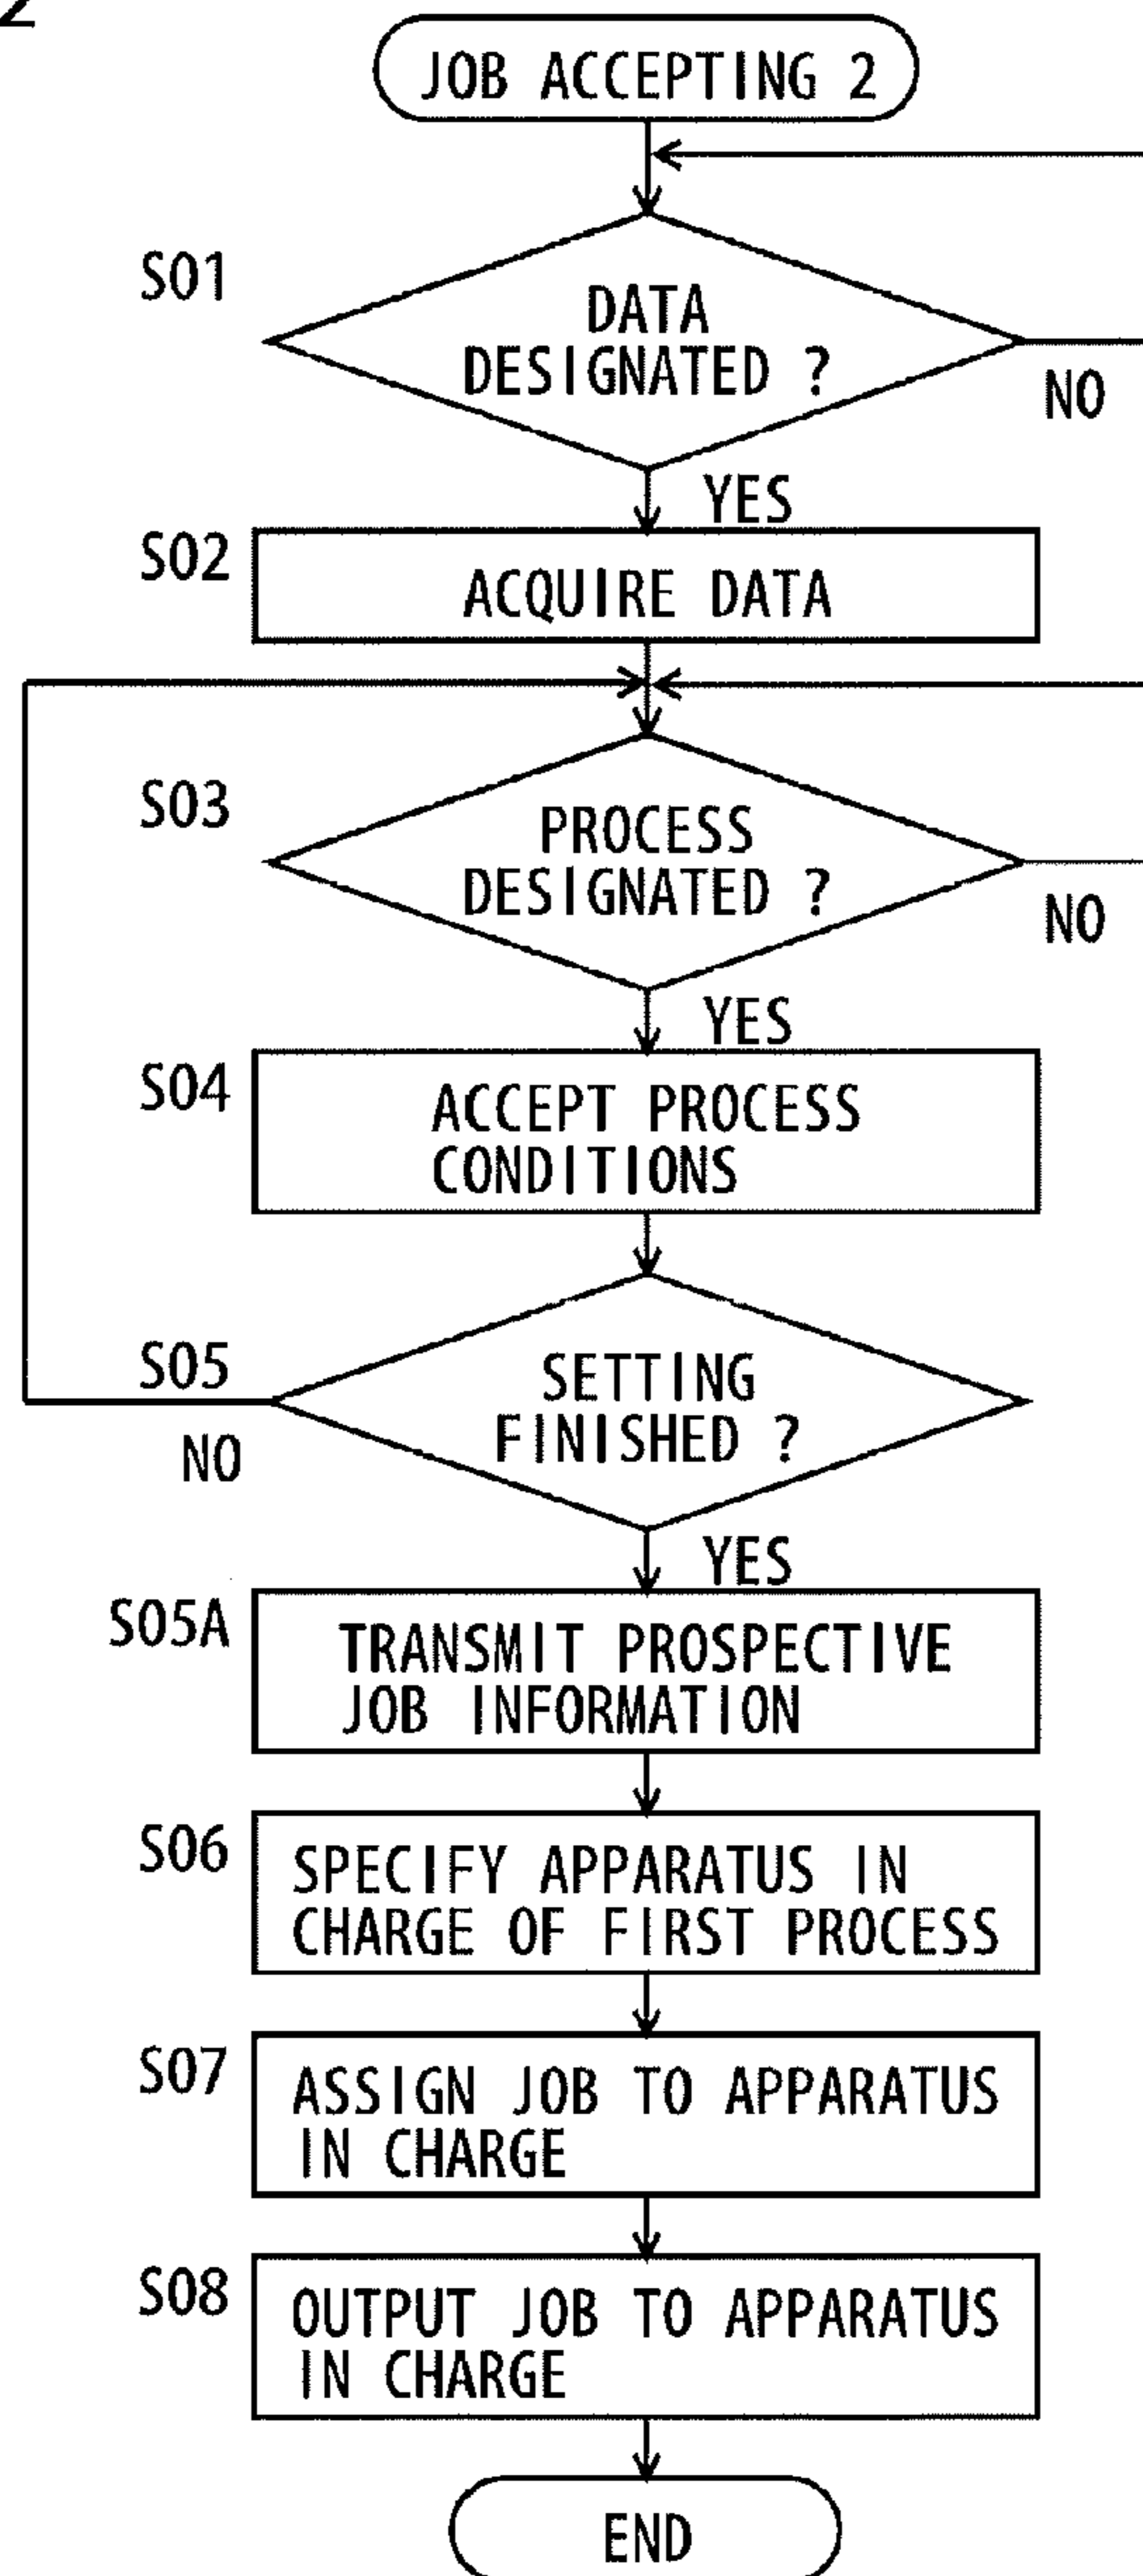 2
JOB ACCEPTING 2
S01
DATA
DESIGNATED ?
NO
YES
S02
ACQUIRE DATA
S03
PROCESS
DESIGNATED ?
NO
YES
S04
ACCEPT PROCESS
CONDITIONS
S05
SETTING
FINISHED ?
NO
YES
S05A
TRANSMIT PROSPECTIVE
JOB INFORMATION
S06
SPECIFY APPARATUS IN
CHARGE OF FIRST PROCESS
S07
ASSIGN JOB TO APPARATUS
IN CHARGE
S08
OUTPUT JOB TO APPARATUS
IN CHARGE
END